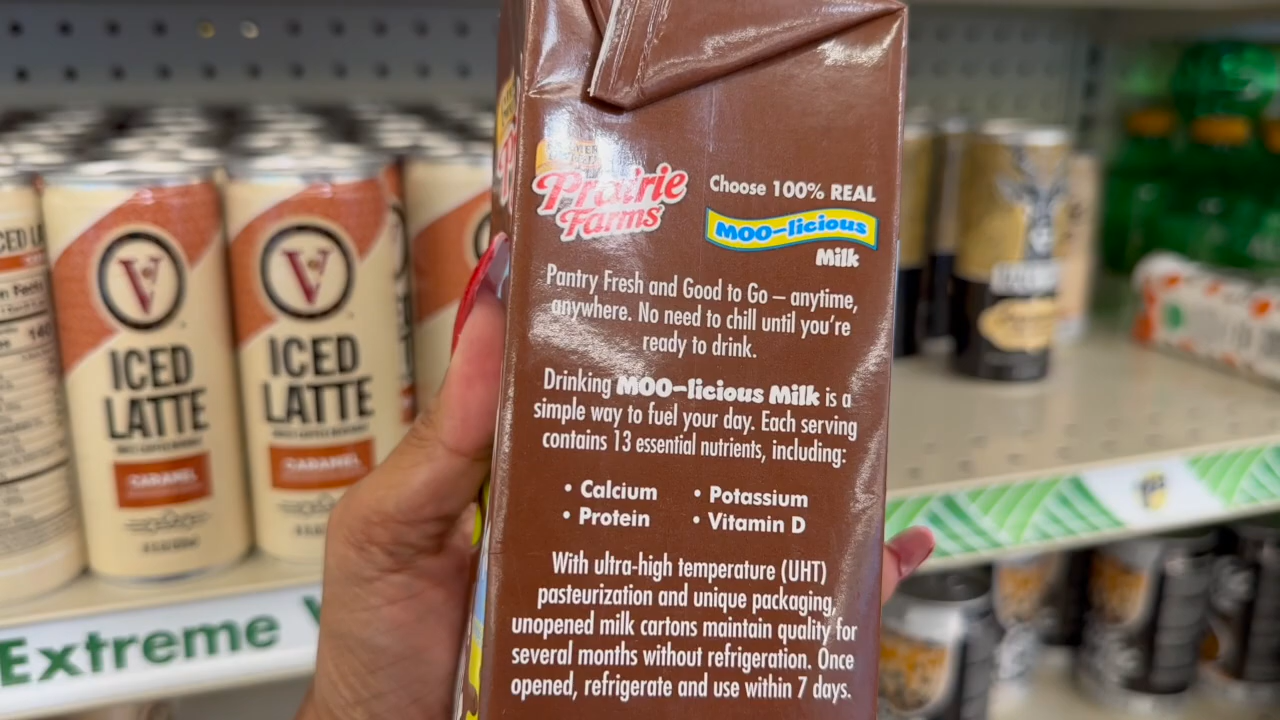 Prairie
Farms
Choose 100% REAL
MOO-licious
Milk
Pantry Fresh and Good to Go – anytime,
anywhere. No need to chill until you're
ready to drink.
Drinking MOO-licious Milk is a
simple way to fuel your day. Each serving
contains 13 essential nutrients, including:
• Calcium
• Protein
• Potassium
• Vitamin D
With ultra-high temperature (UHT)
pasteurization and unique packaging,
unopened milk cartons maintain quality for
several months without refrigeration. Once
opened, refrigerate and use within 7 days.
V
ICED
LATTE
CARAMEL
V
ICED
LATTE
CARAMEL
Extreme